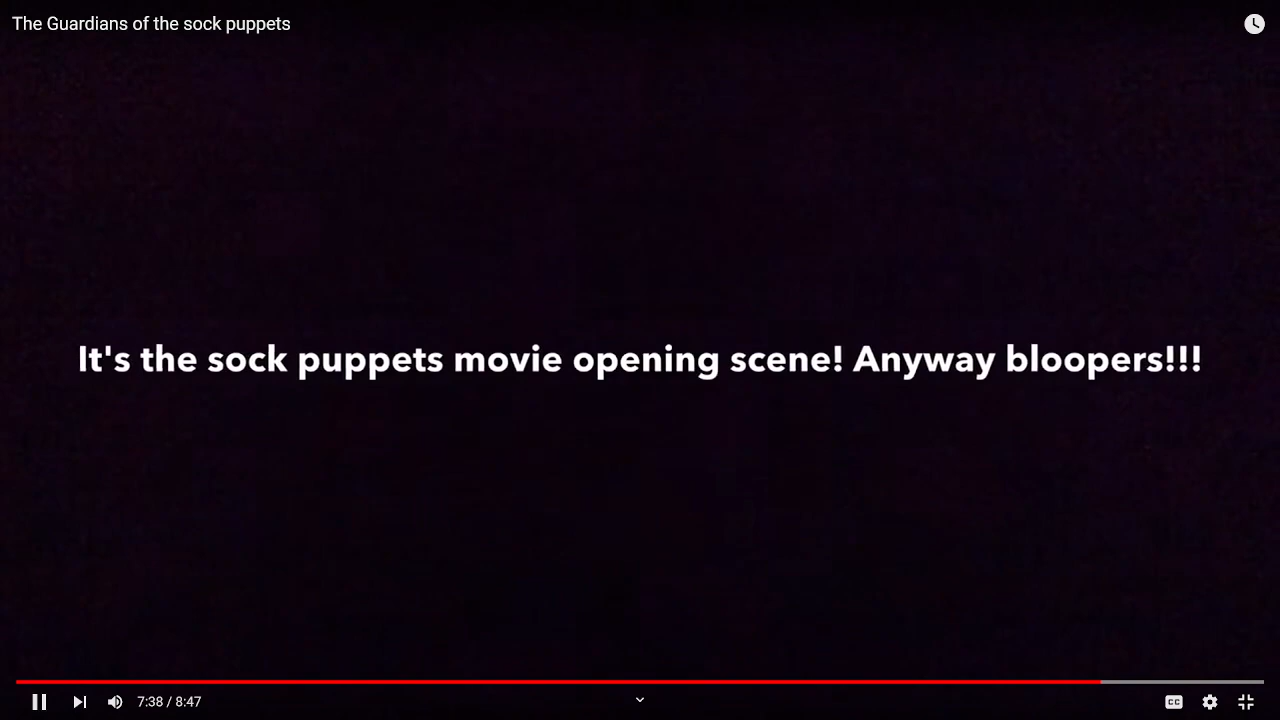 The Guardians of the sock puppets
It's the sock puppets movie opening scene! Anyway bloopers!!!
7:38 / 8:47
CC